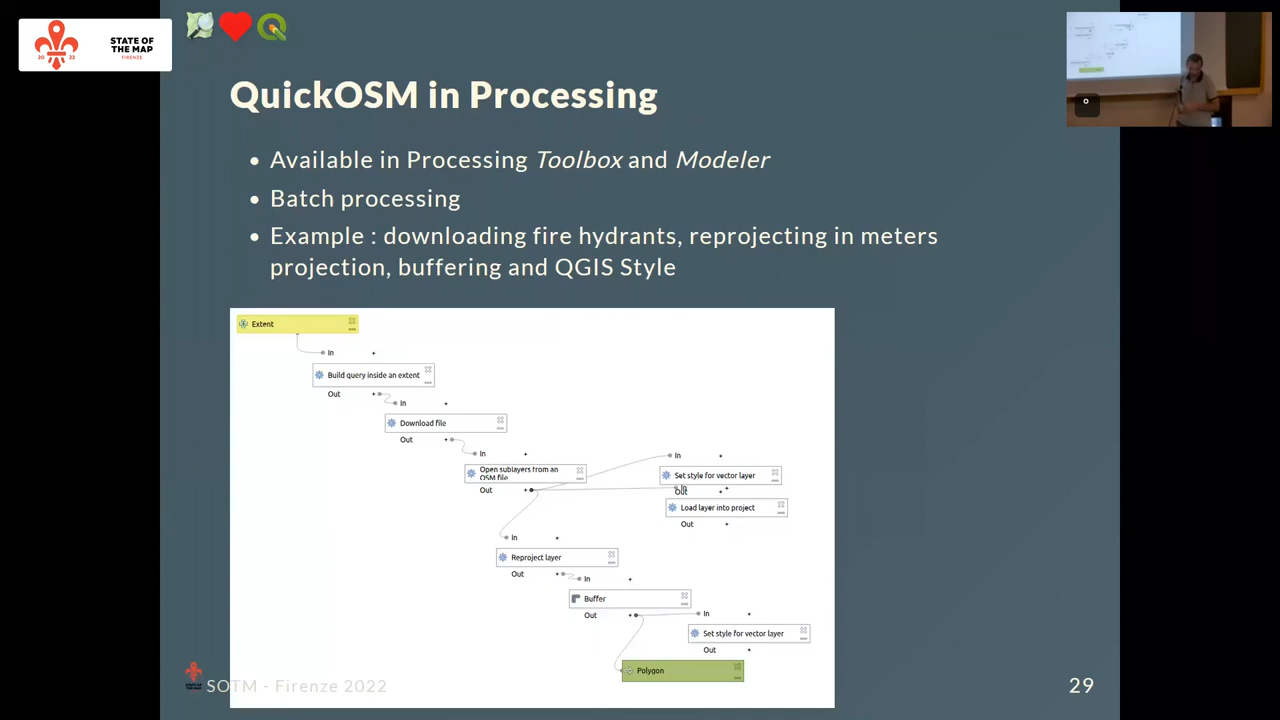 STATE OF
THE MAP
20 22
FIRENZE
QuickOSM in Processing
• Available in Processing Toolbox and Modeler
• Batch processing
• Example : downloading fire hydrants, reprojecting in meters
projection, buffering and QGIS Style
Extent
In
Build query inside an extent
Out
In
Download file
Out
In
Open sublayers from an
OSM file
Out
In
Set style for vector layer
In
Out
Load layer into project
Out
In
Reproject layer
Out
In
Buffer
Out
In
Set style for vector layer
Out
Polygon
SOTM - Firenze 2022
29